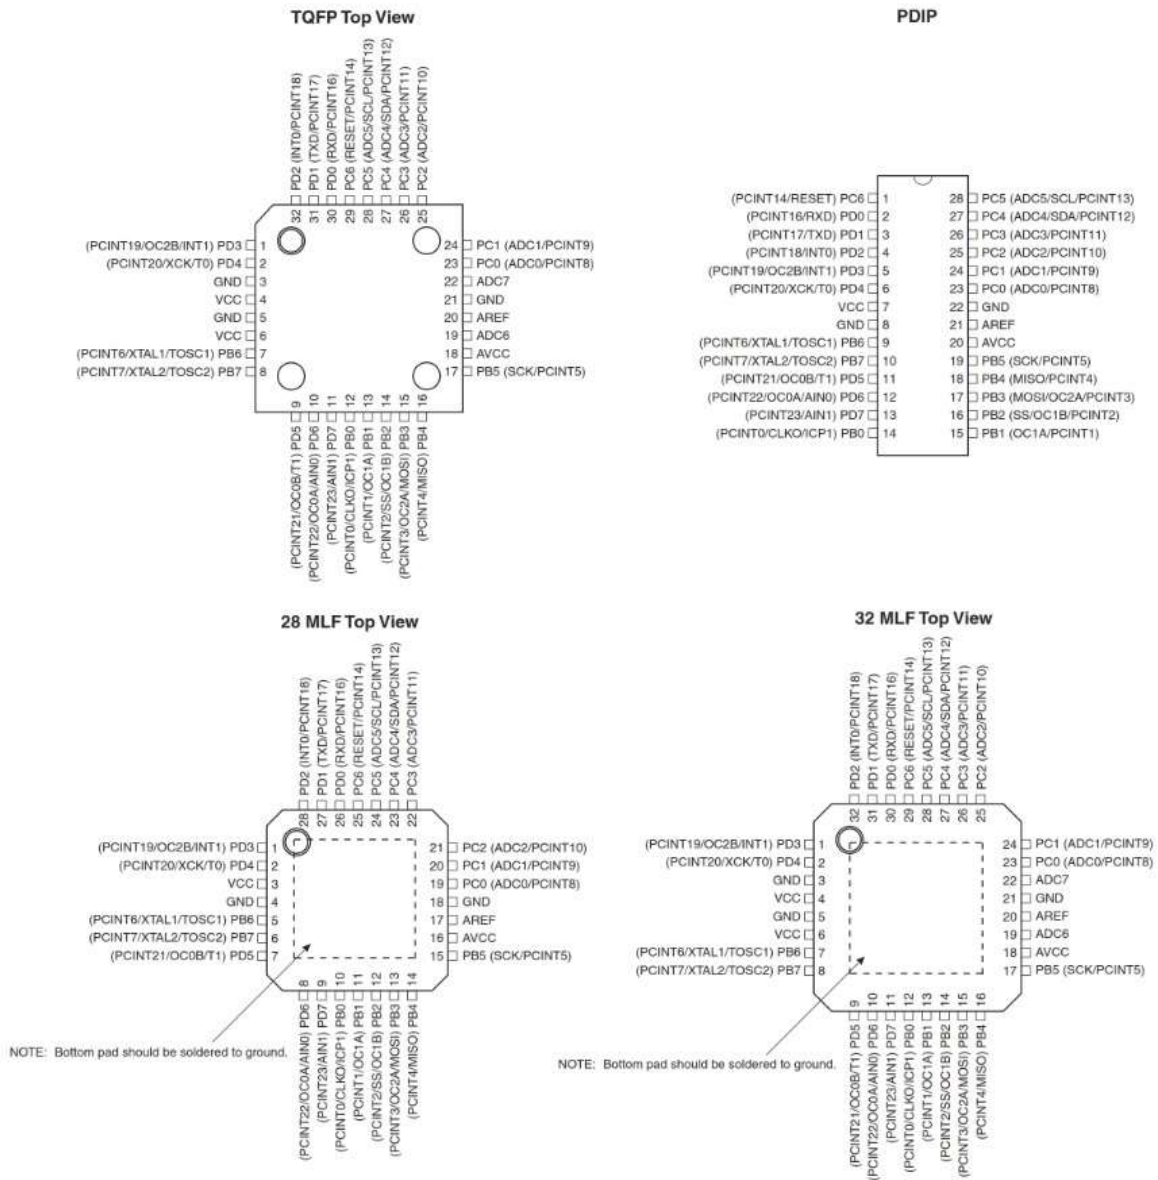 TQFP Top View
PD2 (INT0/PCINT18)
PD1 (TXD/PCINT17)
PD0 (RXD/PCINT16)
PC6 (RESET/PCINT14)
PC5 (ADC5/SCL/PCINT13)
PC4 (ADC4/SDA/PCINT12)
PC3 (ADC3/PCINT11)
PC2 (ADC2/PCINT10)
32 31 30 29 28 27 26 25
(PCINT19/OC2B/INT1) PD3 1
(PCINT20/XCK/T0) PD4 2
GND 3
VCC 4
GND 5
VCC 6
(PCINT6/XTAL1/TOSC1) PB6 7
(PCINT7/XTAL2/TOSC2) PB7 8
24 PC1 (ADC1/PCINT9)
23 PC0 (ADC0/PCINT8)
22 ADC7
21 GND
20 AREF
19 ADC6
18 AVCC
17 PB5 (SCK/PCINT5)
9 10 11 12 13 14 15 16
(PCINT21/OC0B/T1) PD5
(PCINT22/OC0A/AIN0) PD6
(PCINT23/AIN1) PD7
(PCINT0/CLKO/ICP1) PB0
(PCINT1/OC1A) PB1
(PCINT2/SS/OC1B) PB2
(PCINT3/OC2A/MOSI) PB3
(PCINT4/MISO) PB4
PDIP
(PCINT14/RESET) PC6 1
(PCINT16/RXD) PD0 2
(PCINT17/TXD) PD1 3
(PCINT18/INT0) PD2 4
(PCINT19/OC2B/INT1) PD3 5
(PCINT20/XCK/T0) PD4 6
VCC 7
GND 8
(PCINT6/XTAL1/TOSC1) PB6 9
(PCINT7/XTAL2/TOSC2) PB7 10
(PCINT21/OC0B/T1) PD5 11
(PCINT22/OC0A/AIN0) PD6 12
(PCINT23/AIN1) PD7 13
(PCINT0/CLKO/ICP1) PB0 14
28 PC5 (ADC5/SCL/PCINT13)
27 PC4 (ADC4/SDA/PCINT12)
26 PC3 (ADC3/PCINT11)
25 PC2 (ADC2/PCINT10)
24 PC1 (ADC1/PCINT9)
23 PC0 (ADC0/PCINT8)
22 GND
21 AREF
20 AVCC
19 PB5 (SCK/PCINT5)
18 PB4 (MISO/PCINT4)
17 PB3 (MOSI/OC2A/PCINT3)
16 PB2 (SS/OC1B/PCINT2)
15 PB1 (OC1A/PCINT1)
28 MLF Top View
PD2 (INT0/PCINT18)
PD1 (TXD/PCINT17)
PD0 (RXD/PCINT16)
PC6 (RESET/PCINT14)
PC5 (ADC5/SCL/PCINT13)
PC4 (ADC4/SDA/PCINT12)
PC3 (ADC3/PCINT11)
28 27 26 25 24 23 22
(PCINT19/OC2B/INT1) PD3 1
(PCINT20/XCK/T0) PD4 2
VCC 3
GND 4
(PCINT6/XTAL1/TOSC1) PB6 5
(PCINT7/XTAL2/TOSC2) PB7 6
(PCINT21/OC0B/T1) PD5 7
21 PC2 (ADC2/PCINT10)
20 PC1 (ADC1/PCINT9)
19 PC0 (ADC0/PCINT8)
18 GND
17 AREF
16 AVCC
15 PB5 (SCK/PCINT5)
8 9 10 11 12 13 14
(PCINT22/OC0A/AIN0) PD6
(PCINT23/AIN1) PD7
(PCINT0/CLKO/ICP1) PB0
(PCINT1/OC1A) PB1
(PCINT2/SS/OC1B) PB2
(PCINT3/OC2A/MOSI) PB3
(PCINT4/MISO) PB4
NOTE: Bottom pad should be soldered to ground.
32 MLF Top View
PD2 (INT0/PCINT18)
PD1 (TXD/PCINT17)
PD0 (RXD/PCINT16)
PC6 (RESET/PCINT14)
PC5 (ADC5/SCL/PCINT13)
PC4 (ADC4/SDA/PCINT12)
PC3 (ADC3/PCINT11)
PC2 (ADC2/PCINT10)
32 31 30 29 28 27 26 25
(PCINT19/OC2B/INT1) PD3 1
(PCINT20/XCK/T0) PD4 2
GND 3
VCC 4
GND 5
VCC 6
(PCINT6/XTAL1/TOSC1) PB6 7
(PCINT7/XTAL2/TOSC2) PB7 8
24 PC1 (ADC1/PCINT9)
23 PC0 (ADC0/PCINT8)
22 ADC7
21 GND
20 AREF
19 ADC6
18 AVCC
17 PB5 (SCK/PCINT5)
9 10 11 12 13 14 15 16
(PCINT21/OC0B/T1) PD5
(PCINT22/OC0A/AIN0) PD6
(PCINT23/AIN1) PD7
(PCINT0/CLKO/ICP1) PB0
(PCINT1/OC1A) PB1
(PCINT2/SS/OC1B) PB2
(PCINT3/OC2A/MOSI) PB3
(PCINT4/MISO) PB4
NOTE: Bottom pad should be soldered to ground.